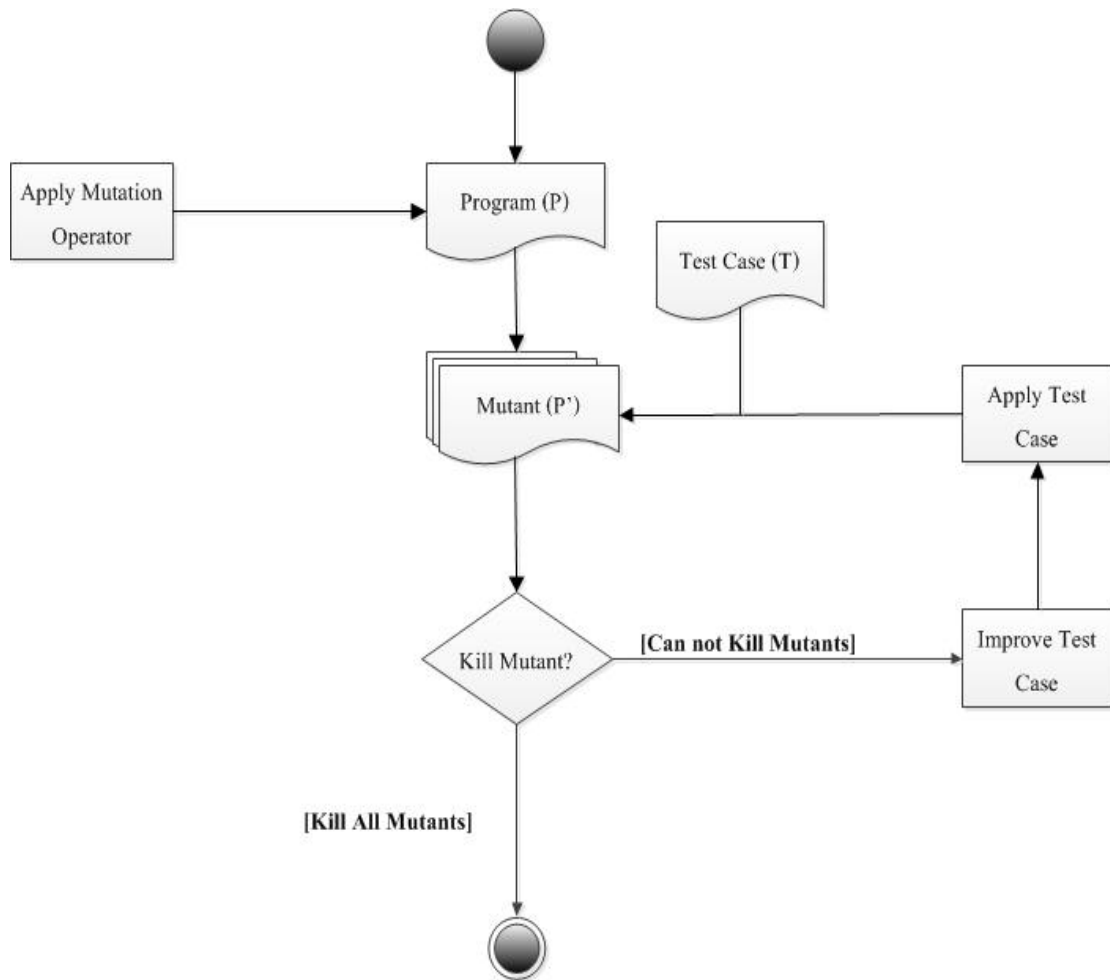 Apply Mutation
Operator
Program (P)
Test Case (T)
Mutant (P’)
Apply Test
Case
Kill Mutant?
[Can not Kill Mutants]
Improve Test
Case
[Kill All Mutants]